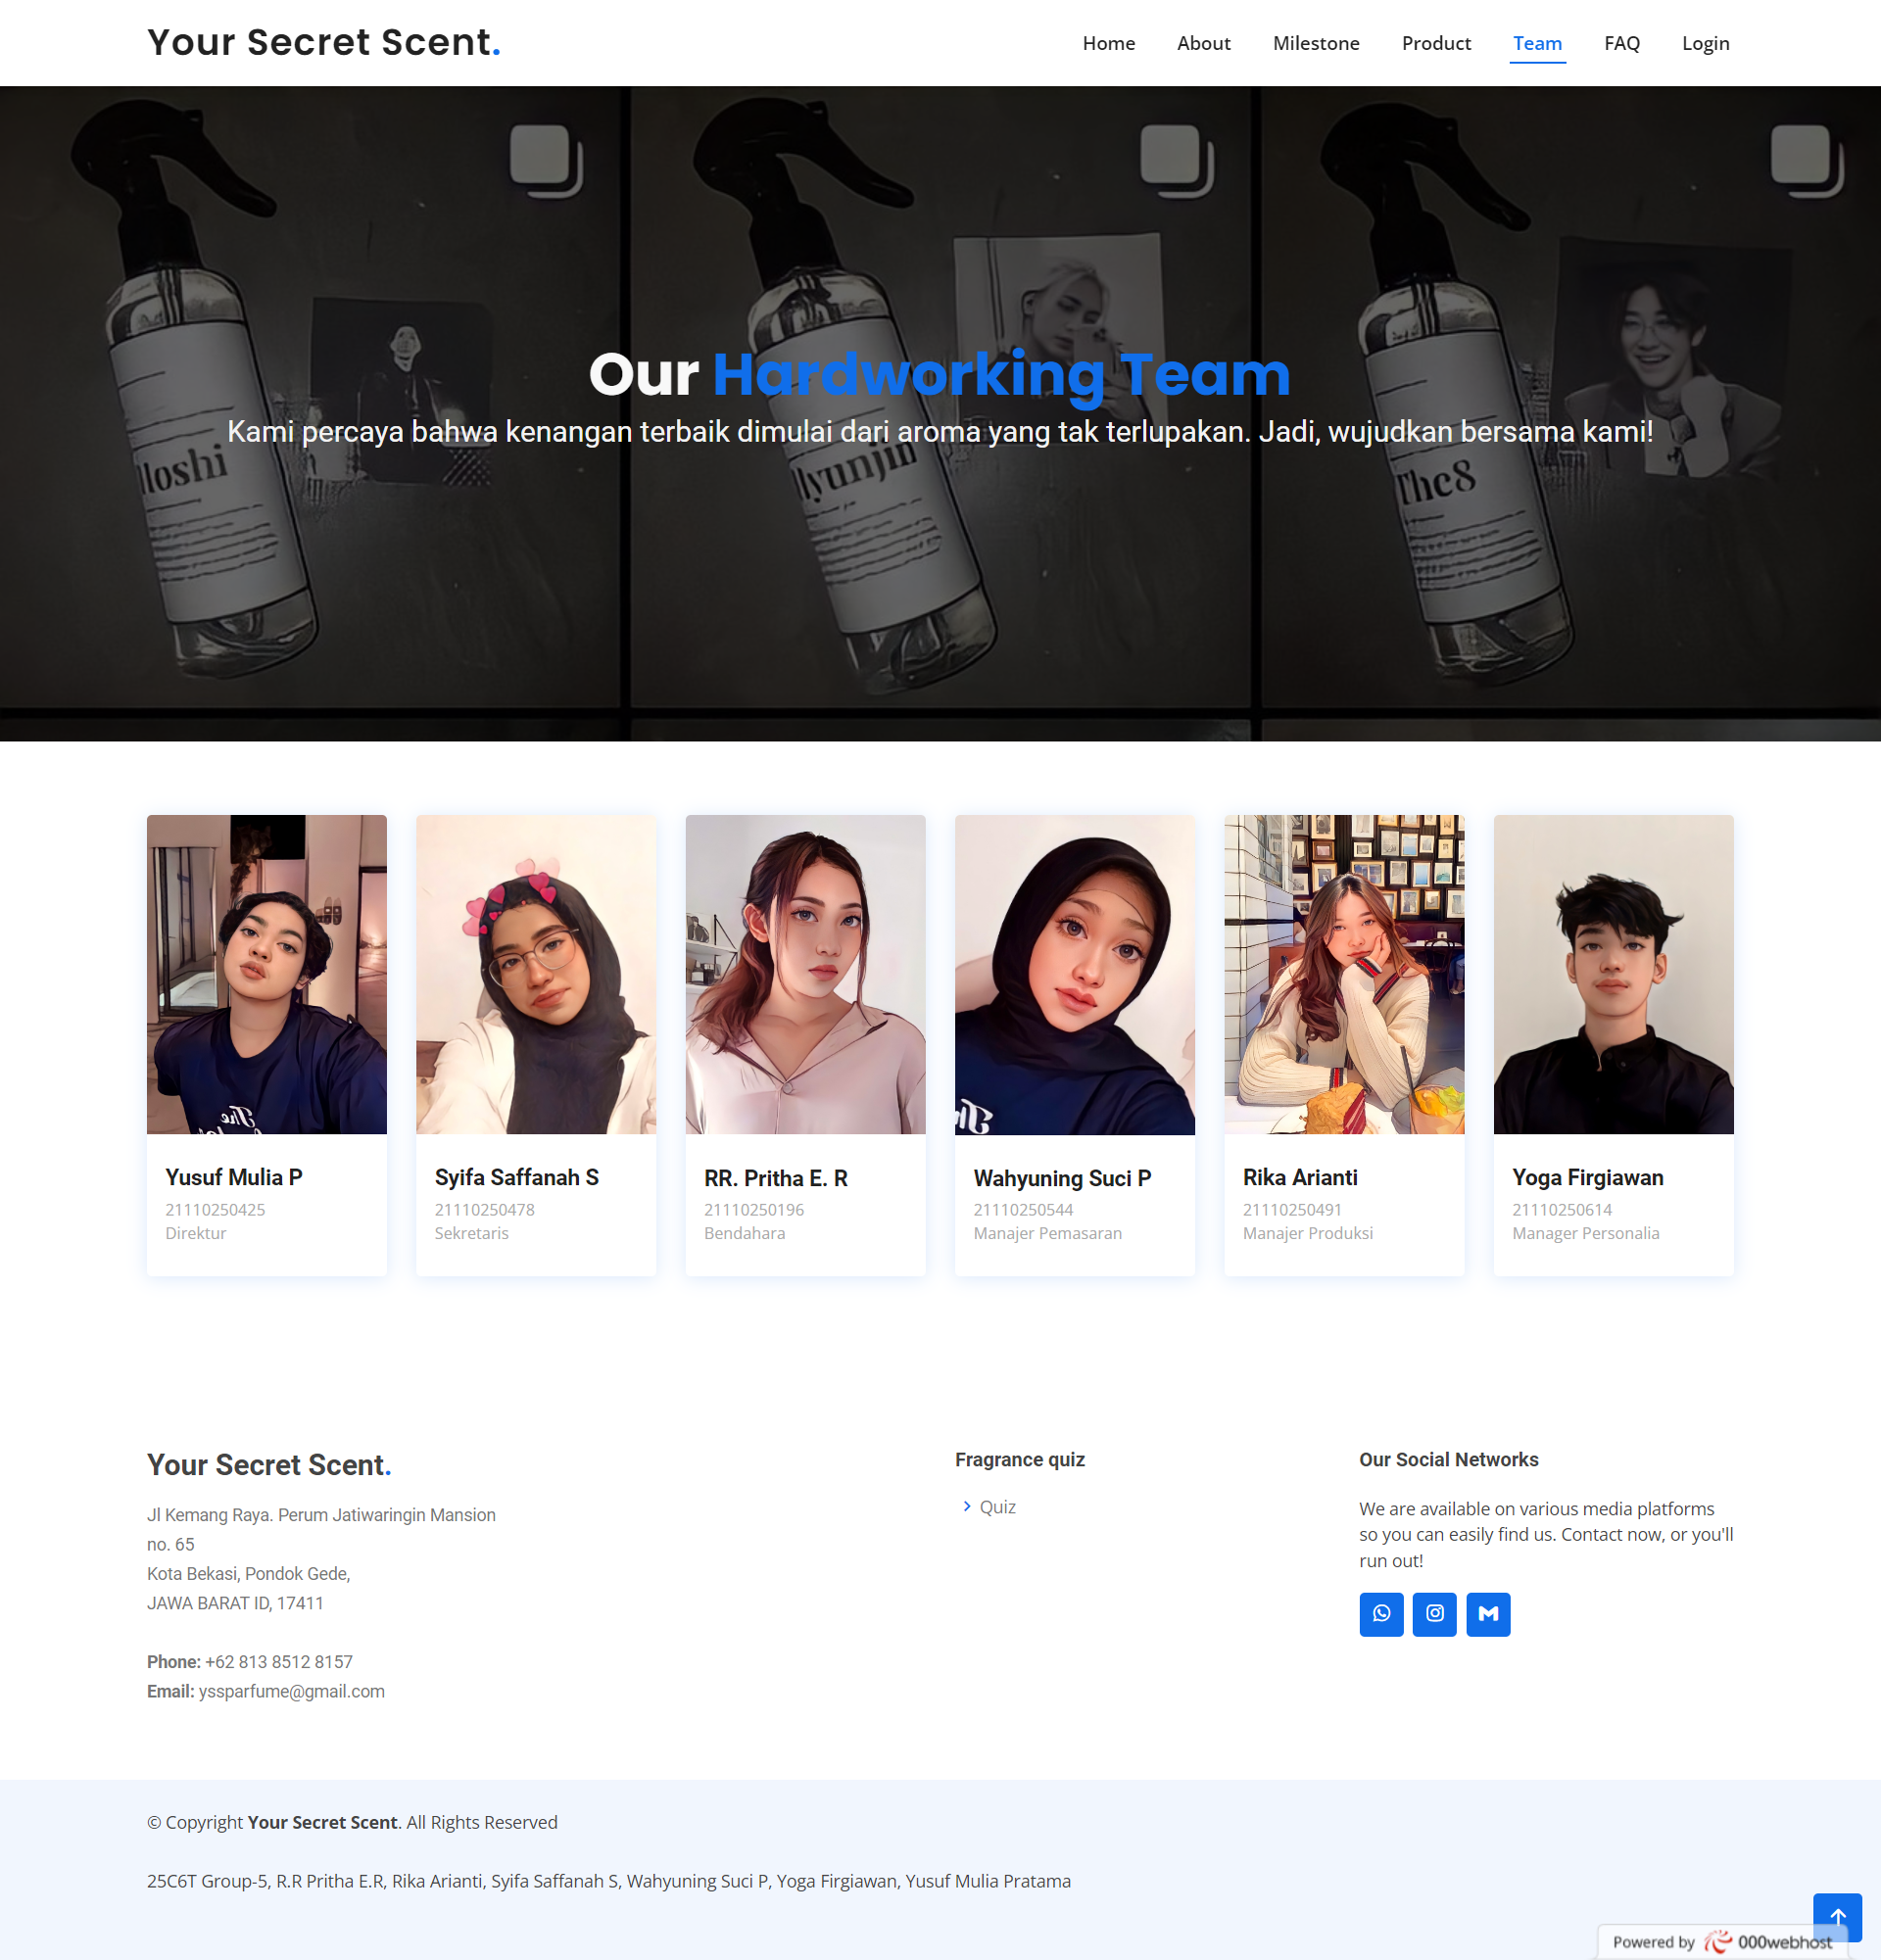 Your Secret Scent.
Home About Milestone Product Team FAQ Login
Our Hardworking Team
Kami percaya bahwa kenangan terbaik dimulai dari aroma yang tak terlupakan. Jadi, wujudkan bersama kami!
The8
Yusuf Mulia P
21110250425
Direktur
Syifa Saffanah S
21110250478
Sekretaris
RR. Pritha E. R
21110250196
Bendahara
Wahyuning Suci P
21110250544
Manajer Pemasaran
Rika Arianti
21110250491
Manajer Produksi
Yoga Firgiawan
21110250614
Manager Personalia
Your Secret Scent.
Jl Kemang Raya. Perum Jatiwaringin Mansion
no. 65
Kota Bekasi, Pondok Gede,
JAWA BARAT ID, 17411
Phone: +62 813 8512 8157
Email: yssparfume@gmail.com
Fragrance quiz
Quiz
Our Social Networks
We are available on various media platforms
so you can easily find us. Contact now, or you'll
run out!
© Copyright Your Secret Scent. All Rights Reserved
25C6T Group-5, R.R Pritha E.R, Rika Arianti, Syifa Saffanah S, Wahyuning Suci P, Yoga Firgiawan, Yusuf Mulia Pratama
Powered by 000webhost